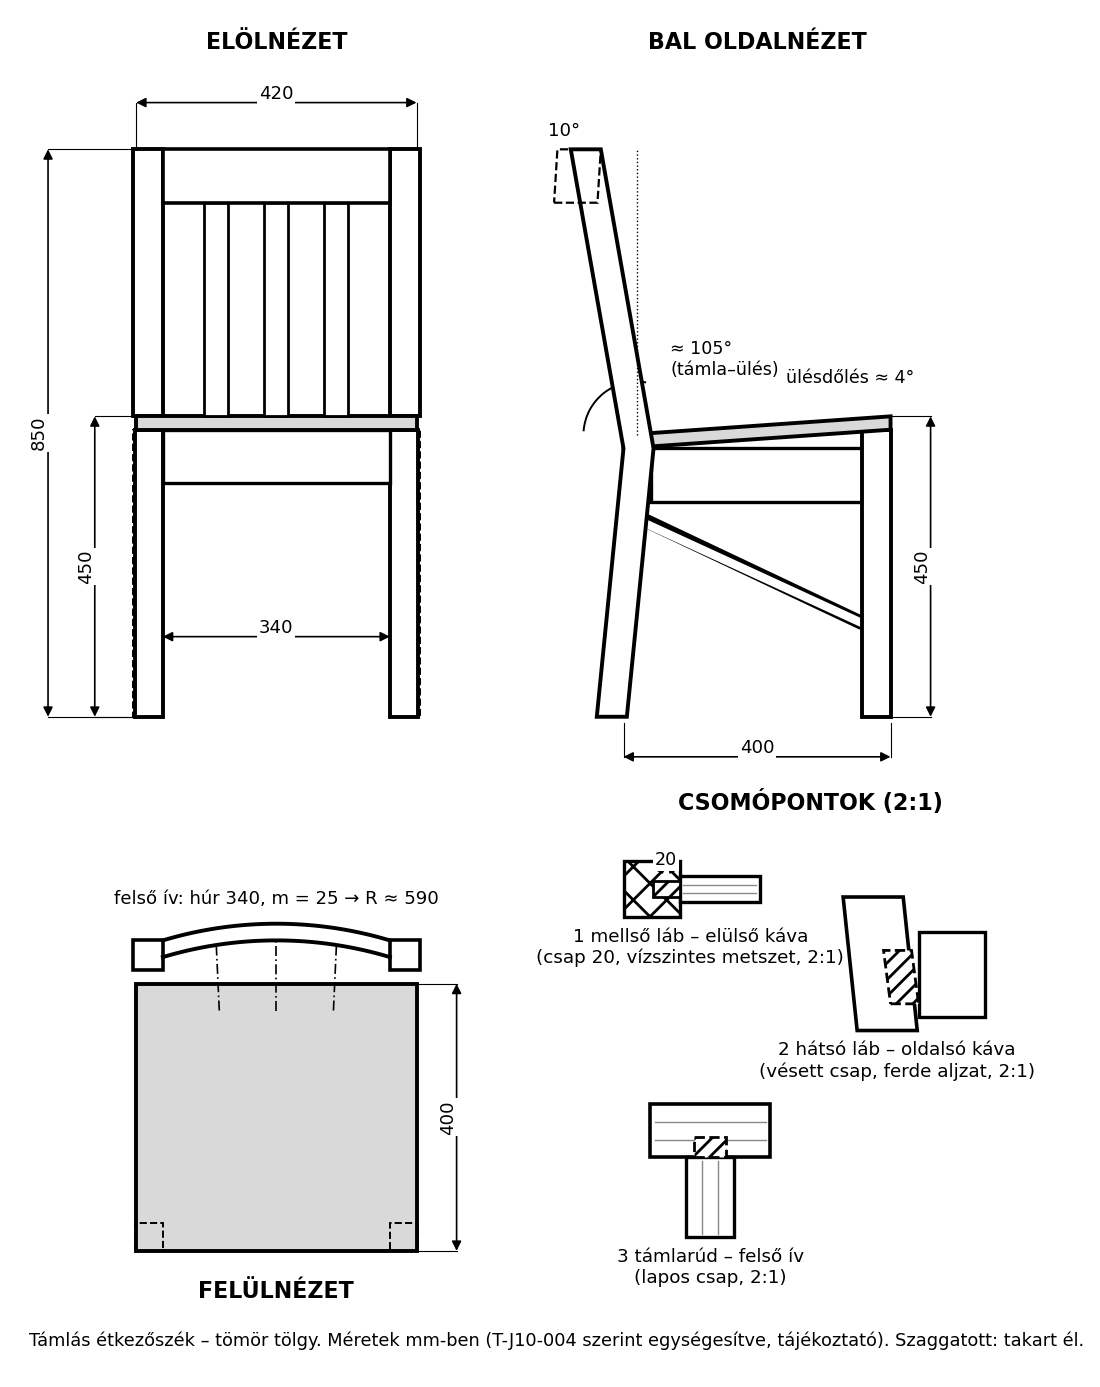 ELÖLNÉZET
BAL OLDALNÉZET
420
10°
≈ 105°
(támla–ülés)
ülésdőlés ≈ 4°
850
450
450
340
400
CSOMÓPONTOK (2:1)
20
felső ív: húr 340, m = 25 → R ≈ 590
1 mellső láb – elülső káva
(csap 20, vízszintes metszet, 2:1)
2 hátsó láb – oldalsó káva
(vésett csap, ferde aljzat, 2:1)
400
3 támlarúd – felső ív
(lapos csap, 2:1)
FELÜLNÉZET
Támlás étkezőszék – tömör tölgy. Méretek mm-ben (T-J10-004 szerint egységesítve, tájékoztató). Szaggatott: takart él.